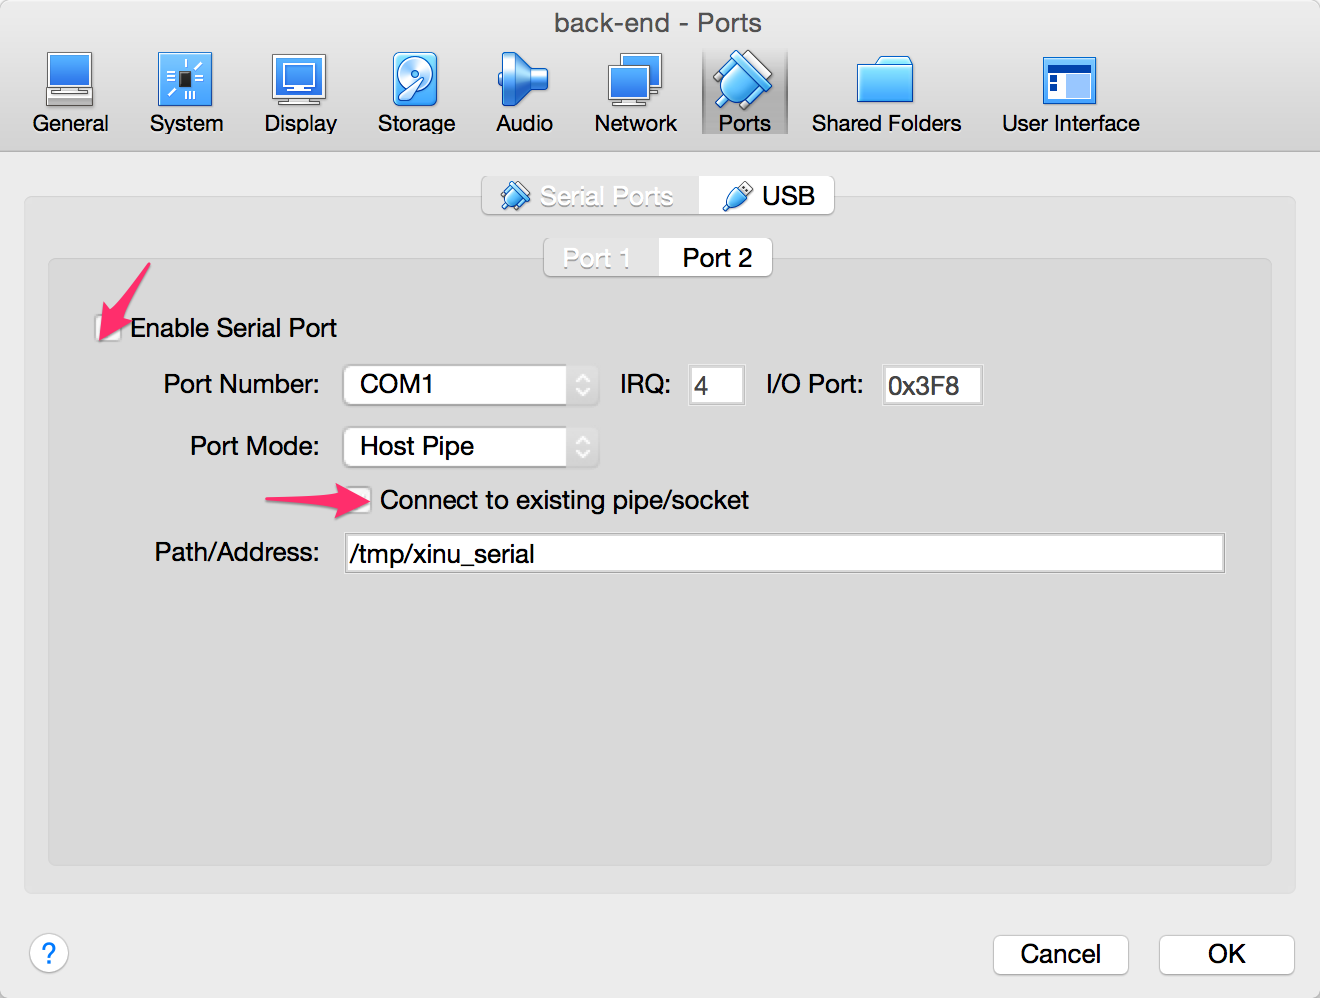 back-end - Ports
General System Display Storage Audio Network Ports Shared Folders User Interface
Serial Ports USB
Port 1 Port 2
Enable Serial Port
Port Number: COM1 IRQ: 4 I/O Port: 0x3F8
Port Mode: Host Pipe
Connect to existing pipe/socket
Path/Address: /tmp/xinu_serial
? Cancel OK